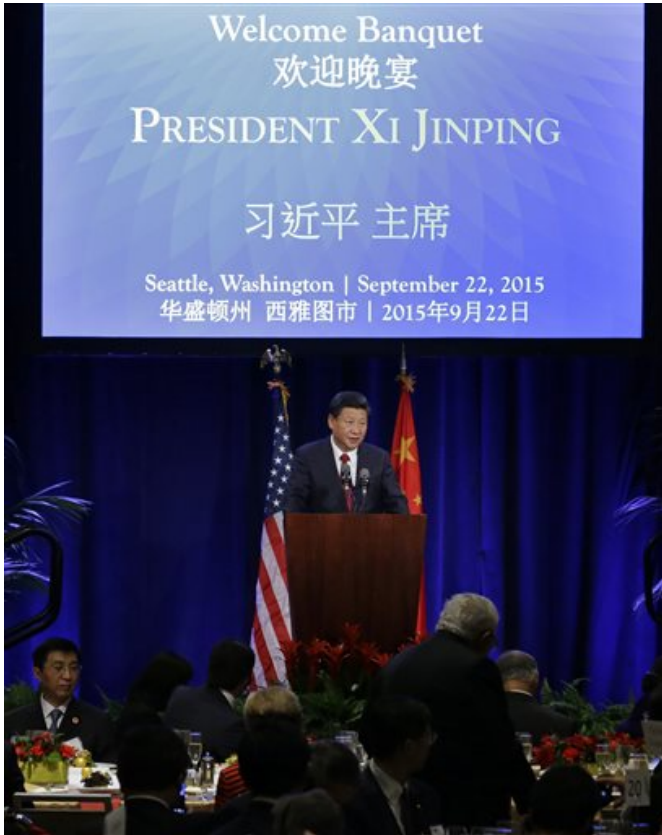 Welcome Banquet
欢迎晚宴
PRESIDENT XI JINPING
习近平 主席
Seattle, Washington | September 22, 2015
华盛顿州 西雅图市 | 2015年9月22日
20